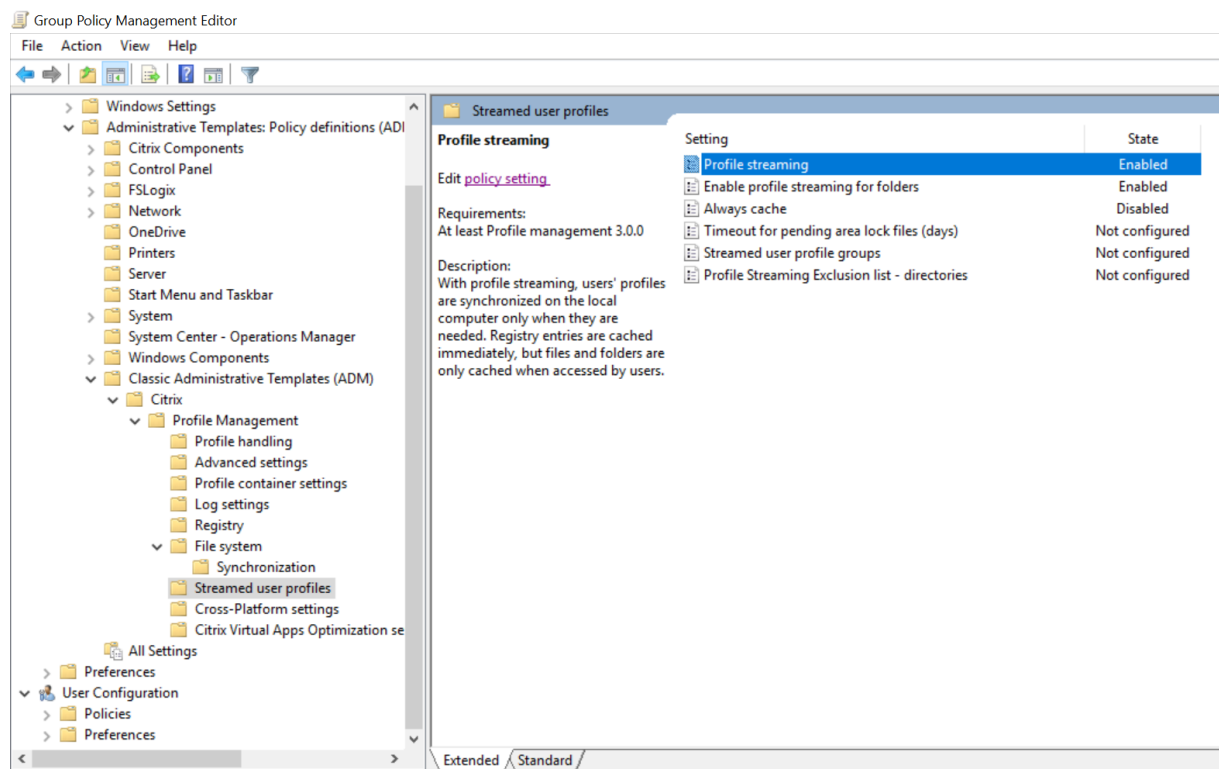 Group Policy Management Editor
File Action View Help
Windows Settings
Administrative Templates: Policy definitions (ADI
Citrix Components
Control Panel
FSLogix
Network
OneDrive
Printers
Server
Start Menu and Taskbar
System
System Center - Operations Manager
Windows Components
Classic Administrative Templates (ADM)
Citrix
Profile Management
Profile handling
Advanced settings
Profile container settings
Log settings
Registry
File system
Synchronization
Streamed user profiles
Cross-Platform settings
Citrix Virtual Apps Optimization se
All Settings
Preferences
User Configuration
Policies
Preferences
Streamed user profiles
Profile streaming
Edit policy setting
Requirements:
At least Profile management 3.0.0
Description:
With profile streaming, users' profiles
are synchronized on the local
computer only when they are
needed. Registry entries are cached
immediately, but files and folders are
only cached when accessed by users.
Setting State
Profile streaming Enabled
Enable profile streaming for folders Enabled
Always cache Disabled
Timeout for pending area lock files (days) Not configured
Streamed user profile groups Not configured
Profile Streaming Exclusion list - directories Not configured
Extended Standard